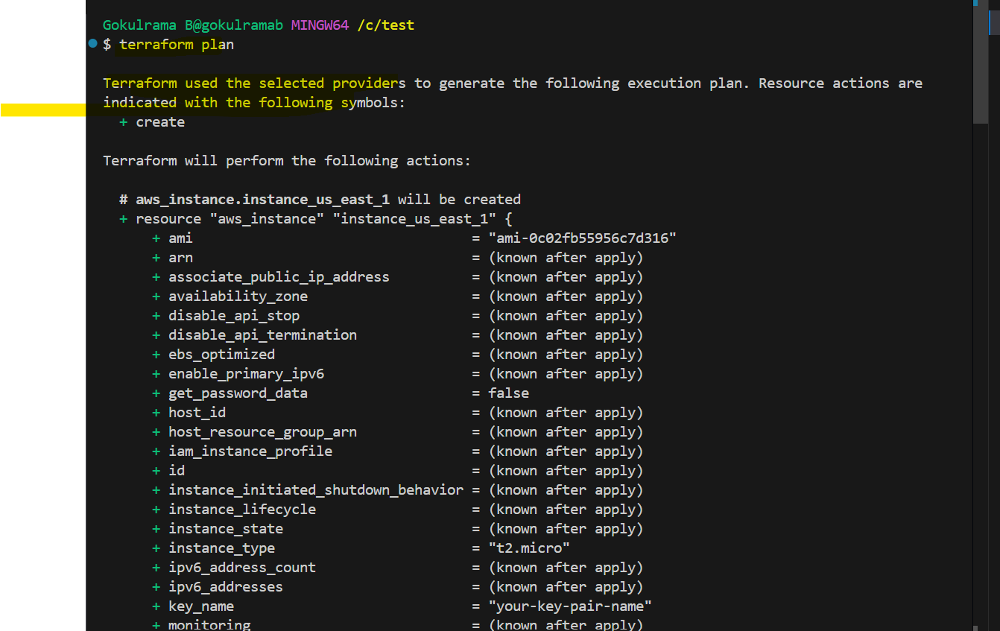 Gokulrama B@gokulramab MINGW64 /c/test
$ terraform plan
Terraform used the selected providers to generate the following execution plan. Resource actions are
indicated with the following symbols:
+ create
Terraform will perform the following actions:
# aws_instance.instance_us_east_1 will be created
+ resource "aws_instance" "instance_us_east_1" {
+ ami = "ami-0c02fb55956c7d316"
+ arn = (known after apply)
+ associate_public_ip_address = (known after apply)
+ availability_zone = (known after apply)
+ disable_api_stop = (known after apply)
+ disable_api_termination = (known after apply)
+ ebs_optimized = (known after apply)
+ enable_primary_ipv6 = (known after apply)
+ get_password_data = false
+ host_id = (known after apply)
+ host_resource_group_arn = (known after apply)
+ iam_instance_profile = (known after apply)
+ id = (known after apply)
+ instance_initiated_shutdown_behavior = (known after apply)
+ instance_lifecycle = (known after apply)
+ instance_state = (known after apply)
+ instance_type = "t2.micro"
+ ipv6_address_count = (known after apply)
+ ipv6_addresses = (known after apply)
+ key_name = "your-key-pair-name"
+ monitoring = (known after apply)